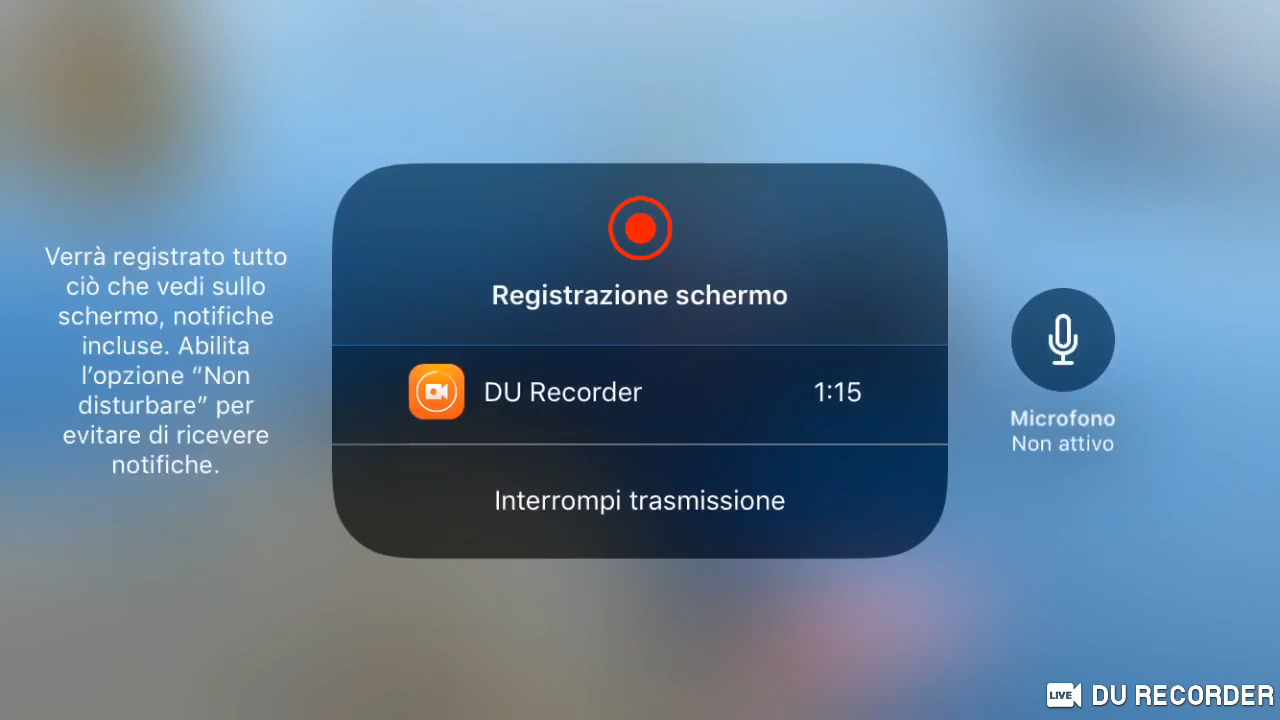 Verrà registrato tutto
ciò che vedi sullo
schermo, notifiche
incluse. Abilita
l’opzione “Non
disturbare” per
evitare di ricevere
notifiche.
Registrazione schermo
DU Recorder 1:15
Interrompi trasmissione
Microfono
Non attivo
LIVE DU RECORDER